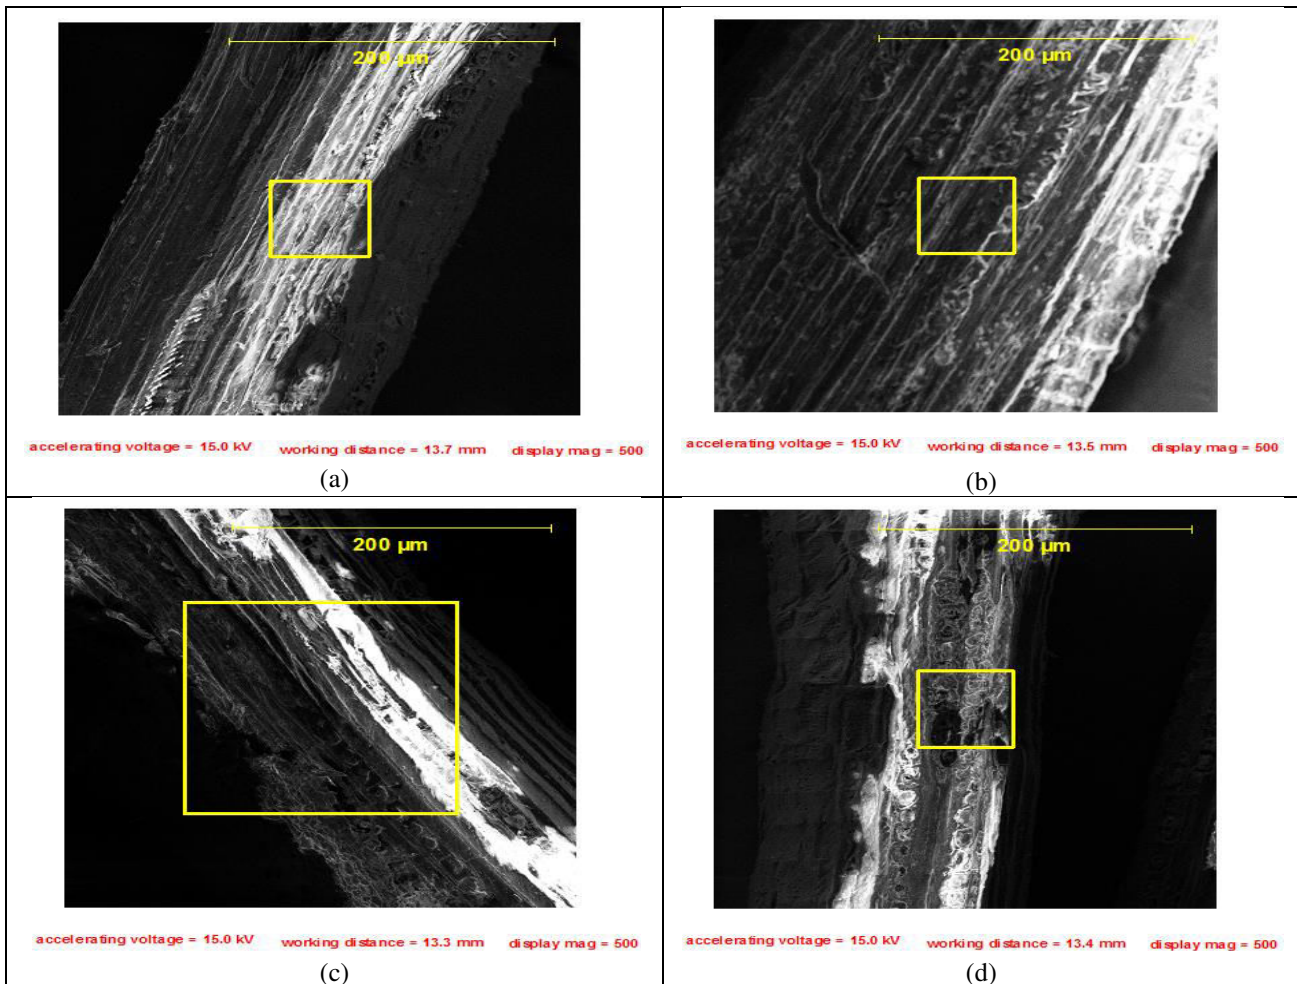 200 µm
accelerating voltage = 15.0 kV working distance = 13.7 mm display mag = 500
(a)
200 µm
accelerating voltage = 15.0 kV working distance = 13.5 mm display mag = 500
(b)
200 µm
accelerating voltage = 15.0 kV working distance = 13.3 mm display mag = 500
(c)
200 µm
accelerating voltage = 15.0 kV working distance = 13.4 mm display mag = 500
(d)